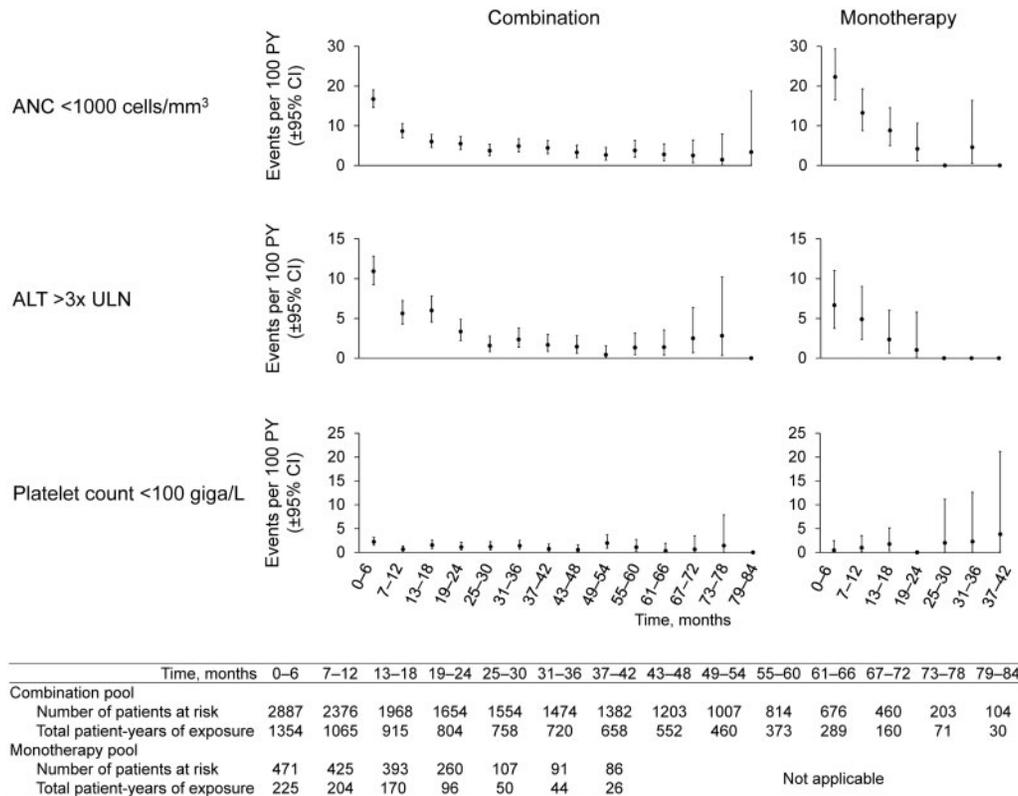 Combination
Monotherapy
ANC <1000 cells/mm³
Events per 100 PY
(±95% CI)
30
20
10
0
30
20
10
0
ALT >3x ULN
Events per 100 PY
(±95% CI)
15
10
5
0
15
10
5
0
Platelet count <100 giga/L
Events per 100 PY
(±95% CI)
25
20
15
10
5
0
25
20
15
10
5
0
0–6 7–12 13–18 19–24 25–30 31–36 37–42 43–48 49–54 55–60 61–66 67–72 73–78 79–84
0–6 7–12 13–18 19–24 25–30 31–36 37–42
Time, months
Time, months 0–6 7–12 13–18 19–24 25–30 31–36 37–42 43–48 49–54 55–60 61–66 67–72 73–78 79–84
Combination pool
Number of patients at risk 2887 2376 1968 1654 1554 1474 1382 1203 1007 814 676 460 203 104
Total patient-years of exposure 1354 1065 915 804 758 720 658 552 460 373 289 160 71 30
Monotherapy pool
Number of patients at risk 471 425 393 260 107 91 86
Not applicable
Total patient-years of exposure 225 204 170 96 50 44 26